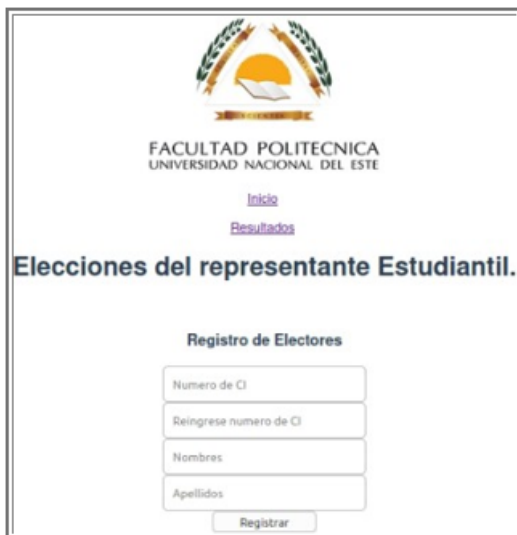 FACULTAD POLITECNICA
UNIVERSIDAD NACIONAL DEL ESTE
Inicio
Resultados
Elecciones del representante Estudiantil.
Registro de Electores
Numero de CI
Reingrese numero de CI
Nombres
Apellidos
Registrar